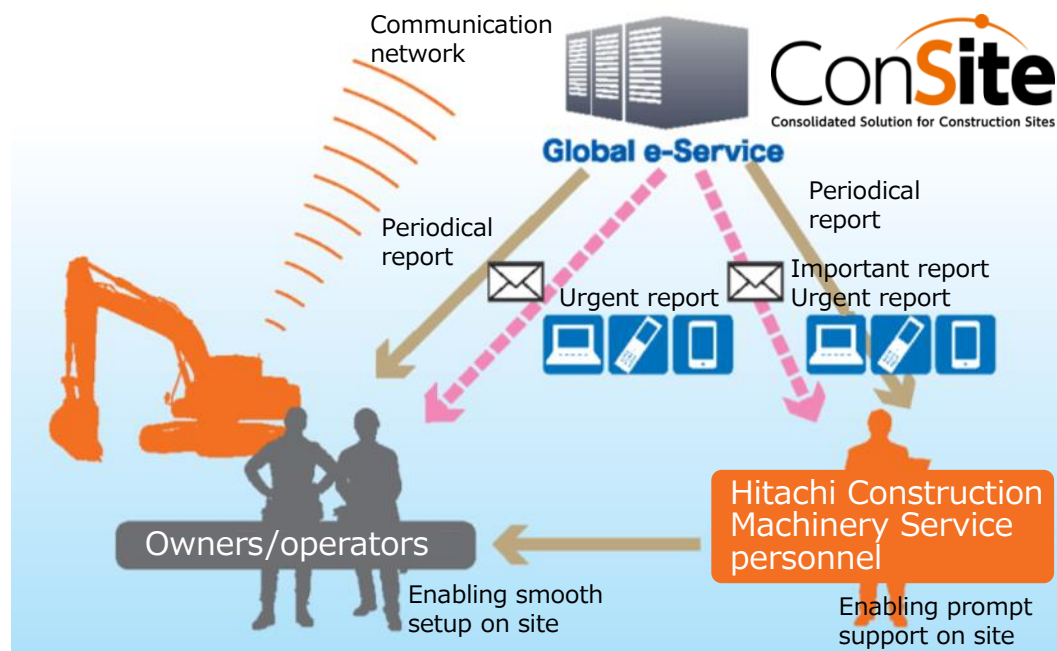 Communication
network
ConSite
Consolidated Solution for Construction Sites
Global e-Service
Periodical
report
Periodical
report
Urgent report
Important report
Urgent report
Hitachi Construction
Machinery Service
personnel
Owners/operators
Enabling smooth
setup on site
Enabling prompt
support on site